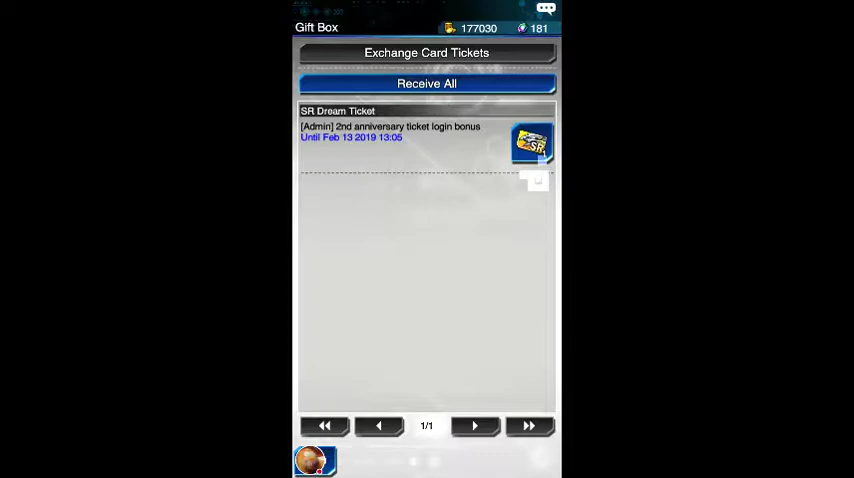 Gift Box
177030
181
Exchange Card Tickets
Receive All
SR Dream Ticket
[Admin] 2nd anniversary ticket login bonus
Until Feb 13 2019 13:05
SR
1/1